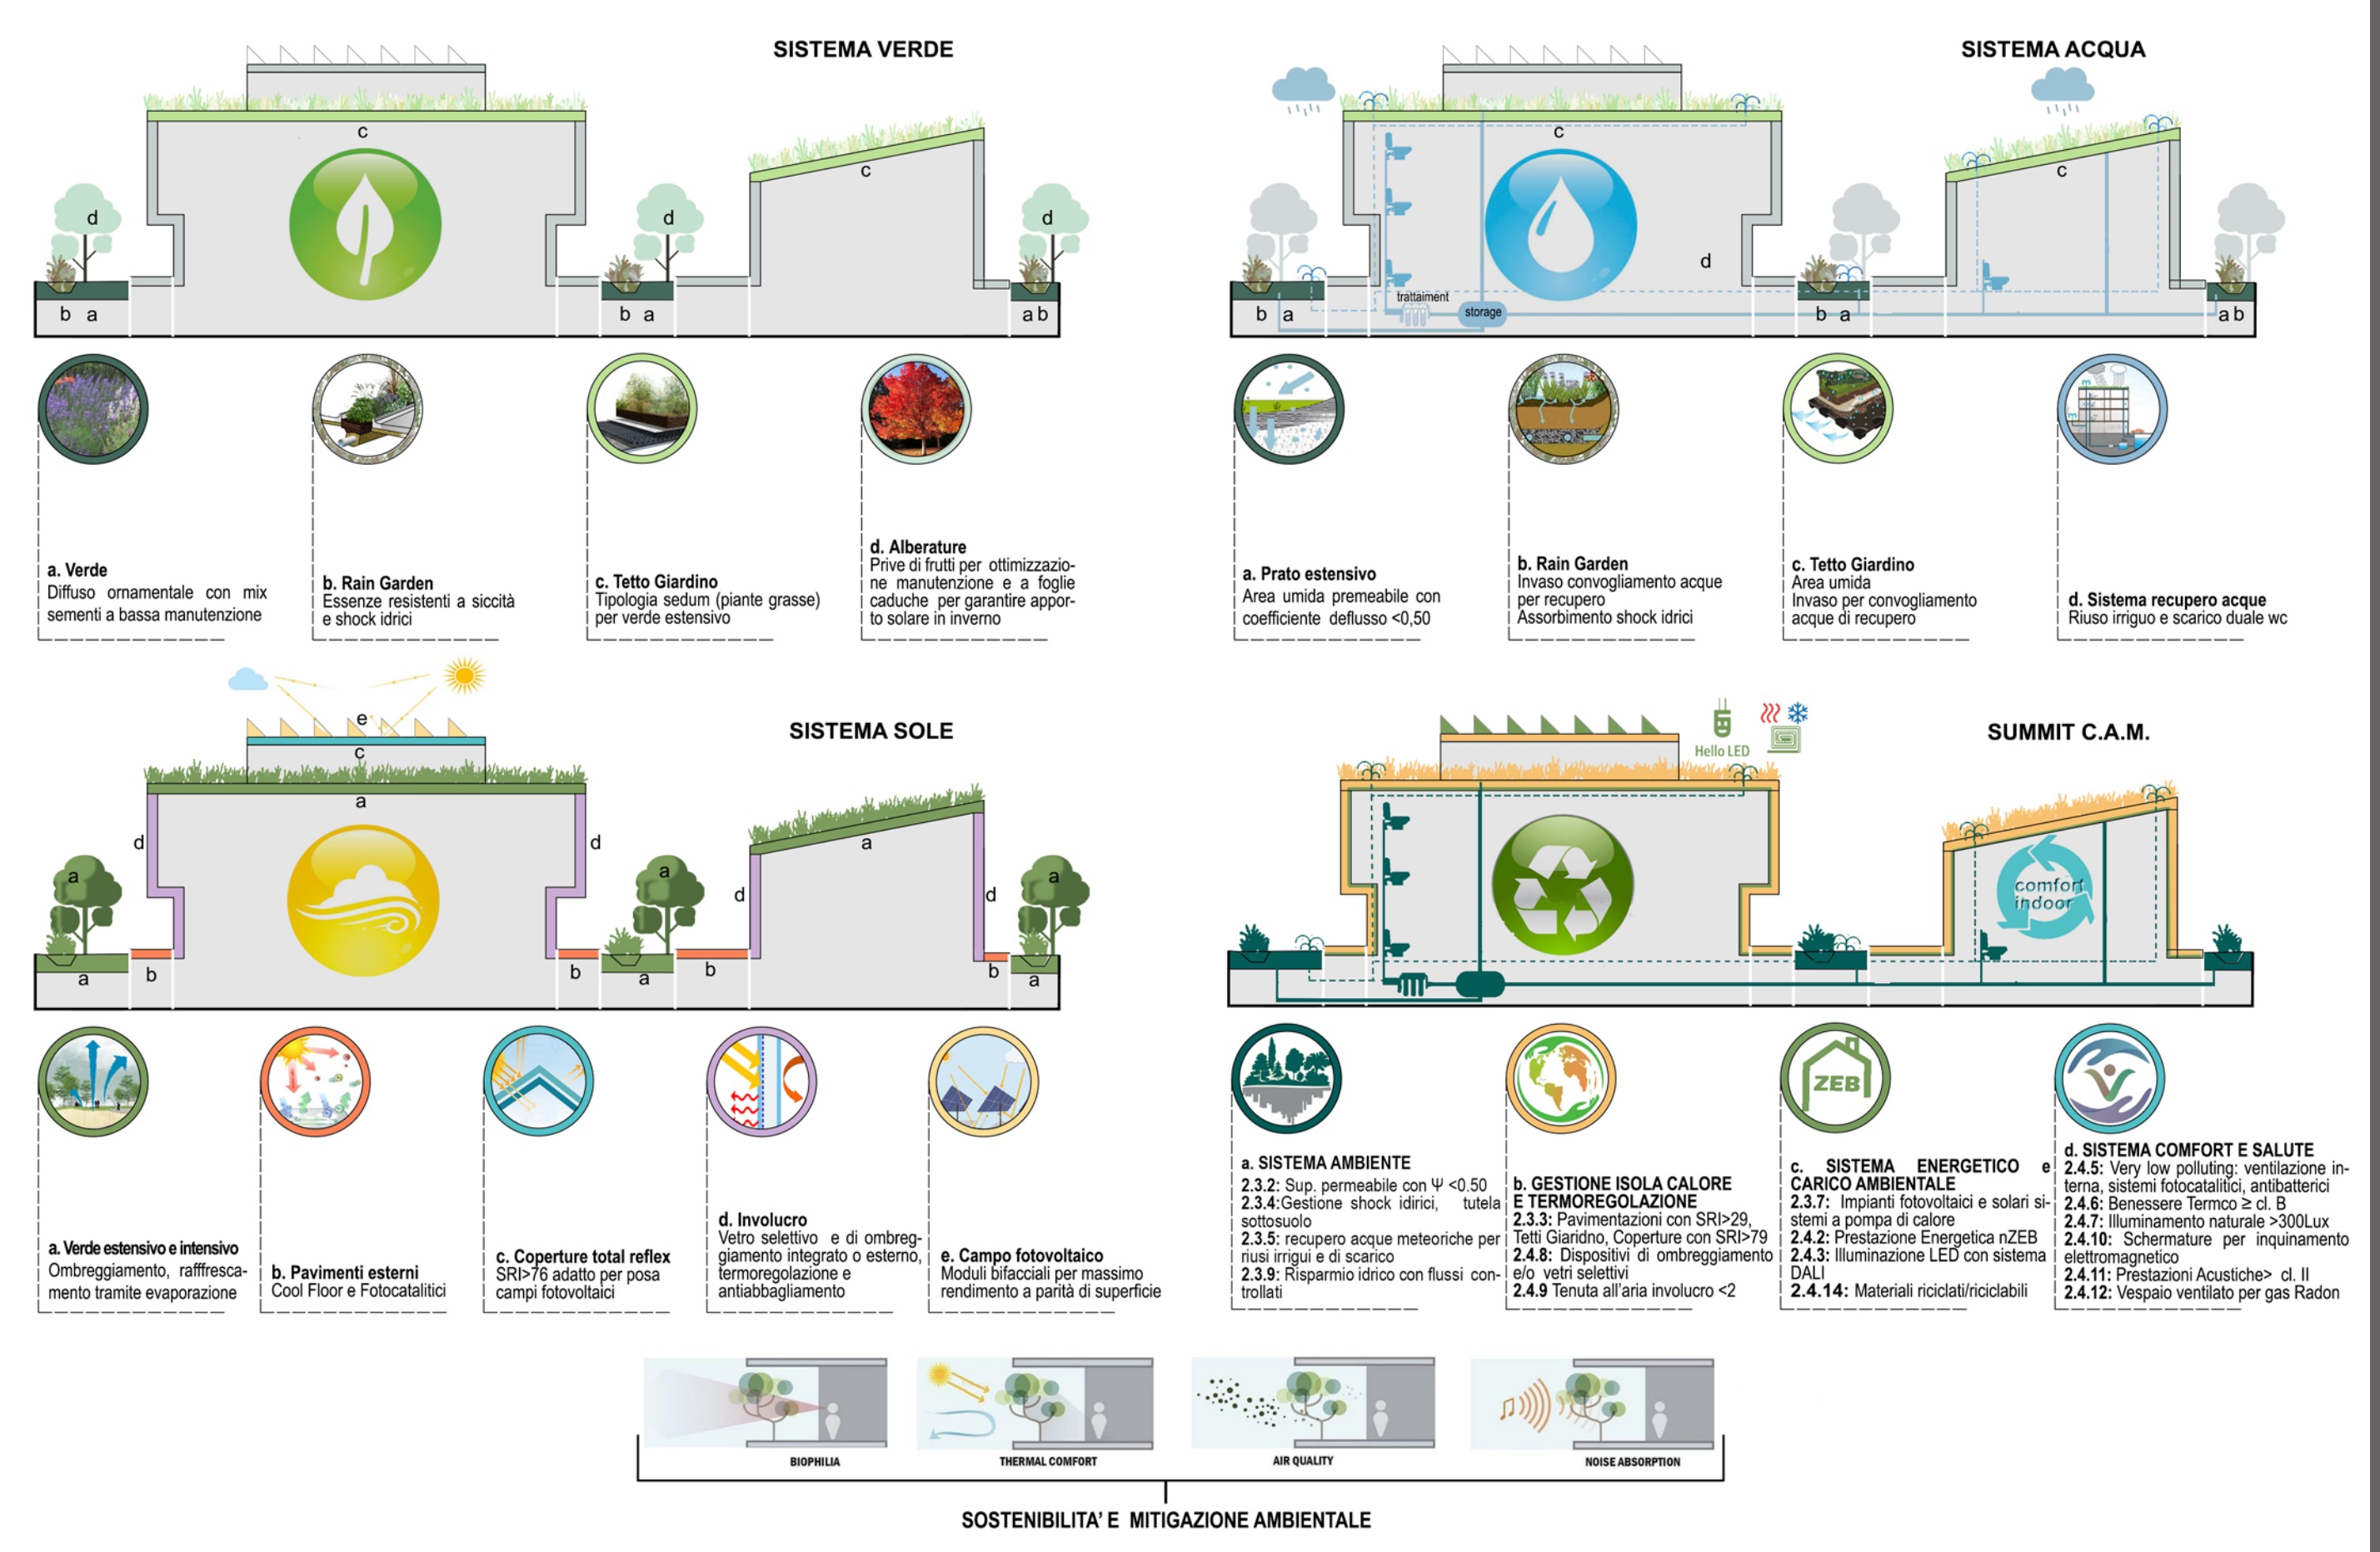 SISTEMA VERDE
c
c
d
d
d
b a
b a
a b
a. Verde
Diffuso ornamentale con mix
sementi a bassa manutenzione
b. Rain Garden
Essenze resistenti a siccità
e shock idrici
c. Tetto Giardino
Tipologia sedum (piante grasse)
per verde estensivo
d. Alberature
Prive di frutti per ottimizzazio-
ne manutenzione e a foglie
caduche per garantire appor-
to solare in inverno
SISTEMA ACQUA
c
c
d
trattaiment
storage
b a
b a
a b
a. Prato estensivo
Area umida premeabile con
coefficiente deflusso <0,50
b. Rain Garden
Invaso convogliamento acque
per recupero
Assorbimento shock idrici
c. Tetto Giardino
Area umida
Invaso per convogliamento
acque di recupero
d. Sistema recupero acque
Riuso irriguo e scarico duale wc
SISTEMA SOLE
e
c
a
d
d
a
a
a
d
d
a
a
b
b
a
b
b
a
a. Verde estensivo e intensivo
Ombreggiamento, rafffresca-
mento tramite evaporazione
b. Pavimenti esterni
Cool Floor e Fotocatalitici
c. Coperture total reflex
SRI>76 adatto per posa
campi fotovoltaici
d. Involucro
Vetro selettivo e di ombreg-
giamento integrato o esterno,
termoregolazione e
antiabbagliamento
e. Campo fotovoltaico
Moduli bifacciali per massimo
rendimento a parità di superficie
SUMMIT C.A.M.
Hello LED
comfort
indoor
ZEB
a. SISTEMA AMBIENTE
2.3.2: Sup. permeabile con Ψ <0.50
2.3.4:Gestione shock idirici, tutela
sottosuolo
2.3.5: recupero acque meteoriche per
riusi irrigui e di scarico
2.3.9: Risparmio idrico con flussi con-
trollati
b. GESTIONE ISOLA CALORE
E TERMOREGOLAZIONE
2.3.3: Pavimentazioni con SRI>29,
Tetti Giaridno, Coperture con SRI>79
2.4.8: Dispositivi di ombreggiamento
e/o vetri selettivi
2.4.9 Tenuta all'aria involucro <2
c. SISTEMA ENERGETICO e
CARICO AMBIENTALE
2.3.7: Impianti fotovoltaici e solari si-
stemi a pompa di calore
2.4.2: Prestazione Energetica nZEB
2.4.3: Illuminazione LED con sistema
DALI
2.4.14: Materiali riciclati/riciclabili
d. SISTEMA COMFORT E SALUTE
2.4.5: Very low polluting: ventilazione in-
terna, sistemi fotocatalitici, antibatterici
2.4.6: Benessere Termco ≥ cl. B
2.4.7: Illuminamento naturale >300Lux
2.4.10: Schermature per inquinamento
elettromagnetico
2.4.11: Prestazioni Acustiche> cl. II
2.4.12: Vespaio ventilato per gas Radon
BIOPHILIA
THERMAL COMFORT
AIR QUALITY
NOISE ABSORPTION
SOSTENIBILITA' E MITIGAZIONE AMBIENTALE